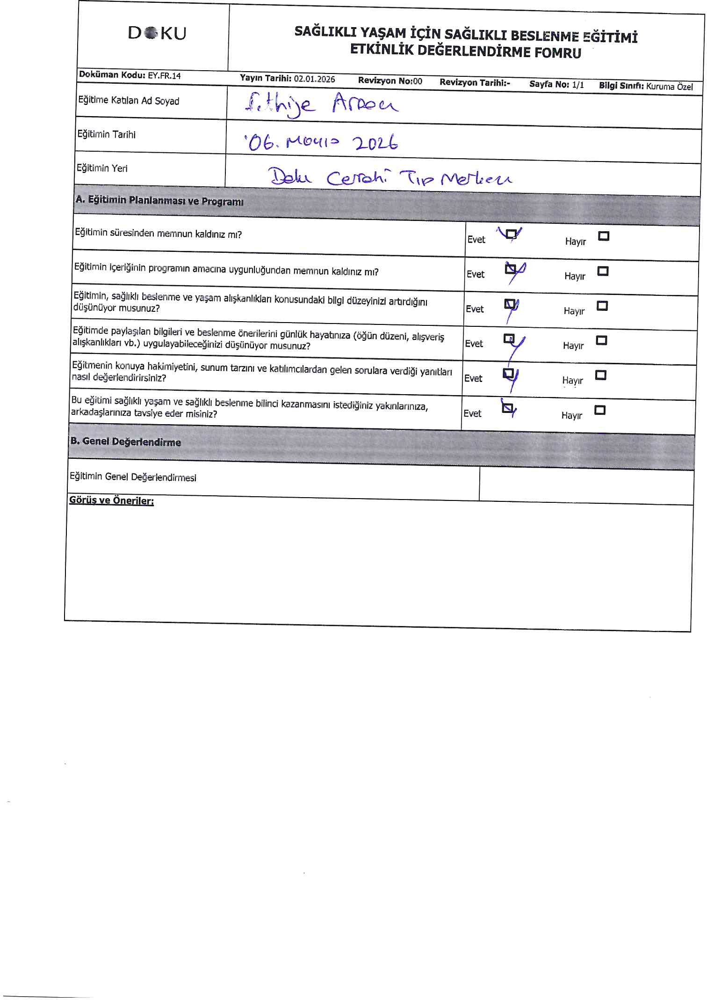 DOKU
SAĞLIKLI YAŞAM İÇİN SAĞLIKLI BESLENME EĞİTİMİ
ETKİNLİK DEĞERLENDİRME FOMRU
Doküman Kodu: EY.FR.14 Yayın Tarihi: 02.01.2026 Revizyon No:00 Revizyon Tarihi:- Sayfa No: 1/1 Bilgi Sınıfı: Kuruma Özel
Eğitime Katılan Ad Soyad Fethiye
Eğitimin Tarihi 06. Mayıs 2026
Eğitimin Yeri Doku Cerrahi Tıp Merkezi
A. Eğitimin Planlanması ve Programı
Eğitimin süresinden memnun kaldınız mı? Evet Hayır
Eğitimin içeriğinin programın amacına uygunluğundan memnun kaldınız mı? Evet Hayır
Eğitimin, sağlıklı beslenme ve yaşam alışkanlıkları konusundaki bilgi düzeyinizi artırdığını
düşünüyor musunuz? Evet Hayır
Eğitimde paylaşılan bilgileri ve beslenme önerilerini günlük hayatınıza (öğün düzeni, alışveriş
alışkanlıkları vb.) uygulayabileceğinizi düşünüyor musunuz? Evet Hayır
Eğitmenin konuya hakimiyetini, sunum tarzını ve katılımcılardan gelen sorulara verdiği yanıtları
nasıl değerlendirirsiniz? Evet Hayır
Bu eğitimi sağlıklı yaşam ve sağlıklı beslenme bilinci kazanmasını istediğiniz yakınlarınıza,
arkadaşlarınıza tavsiye eder misiniz? Evet Hayır
B. Genel Değerlendirme
Eğitimin Genel Değerlendirmesi
Görüş ve Öneriler: